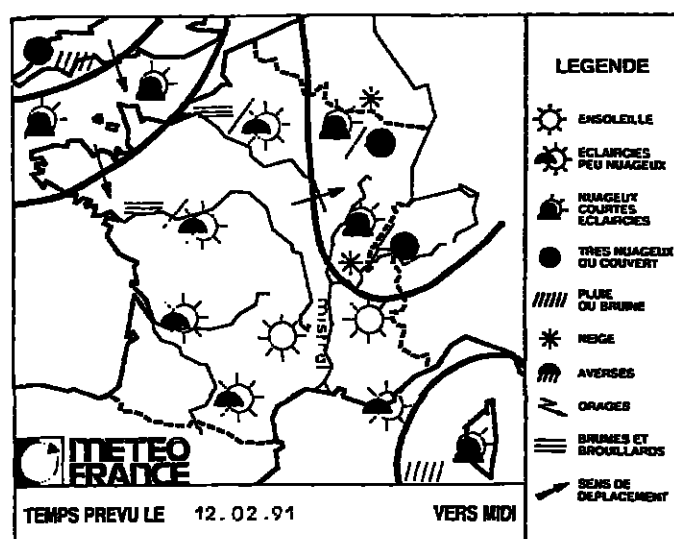 LEGENDE
ENSOLEILLE
ECLAIRCIES
PEU NUAGEUX
NUAGEUX
COURTES
ECLAIRCIES
TRES NUAGEUX
OU COUVERT
PLUIE
OU BRUINE
NEIGE
AVERSES
ORAGES
BRUMES ET
BROUILLARDS
SENS DE
DEPLACEMENT
mistral
METEO
FRANCE
TEMPS PREVU LE 12.02.91 VERS MIDI